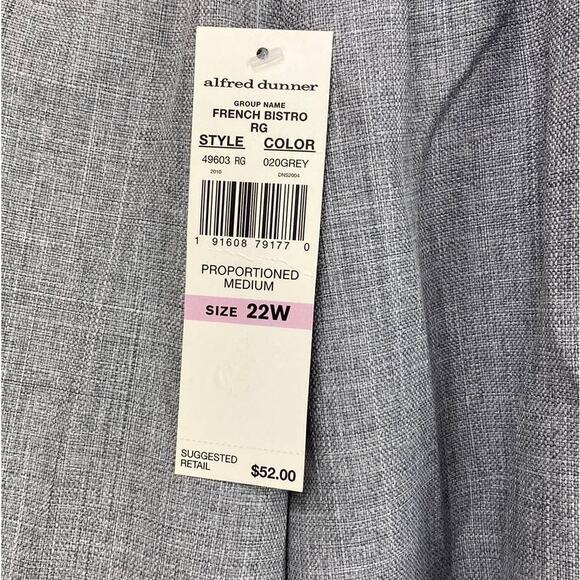 alfred dunner
GROUP NAME
FRENCH BISTRO
RG
STYLE COLOR
49603 RG 020GREY
2010 DNS2004
1 91608 79177 0
PROPORTIONED
MEDIUM
SIZE 22W
SUGGESTED
RETAIL $52.00